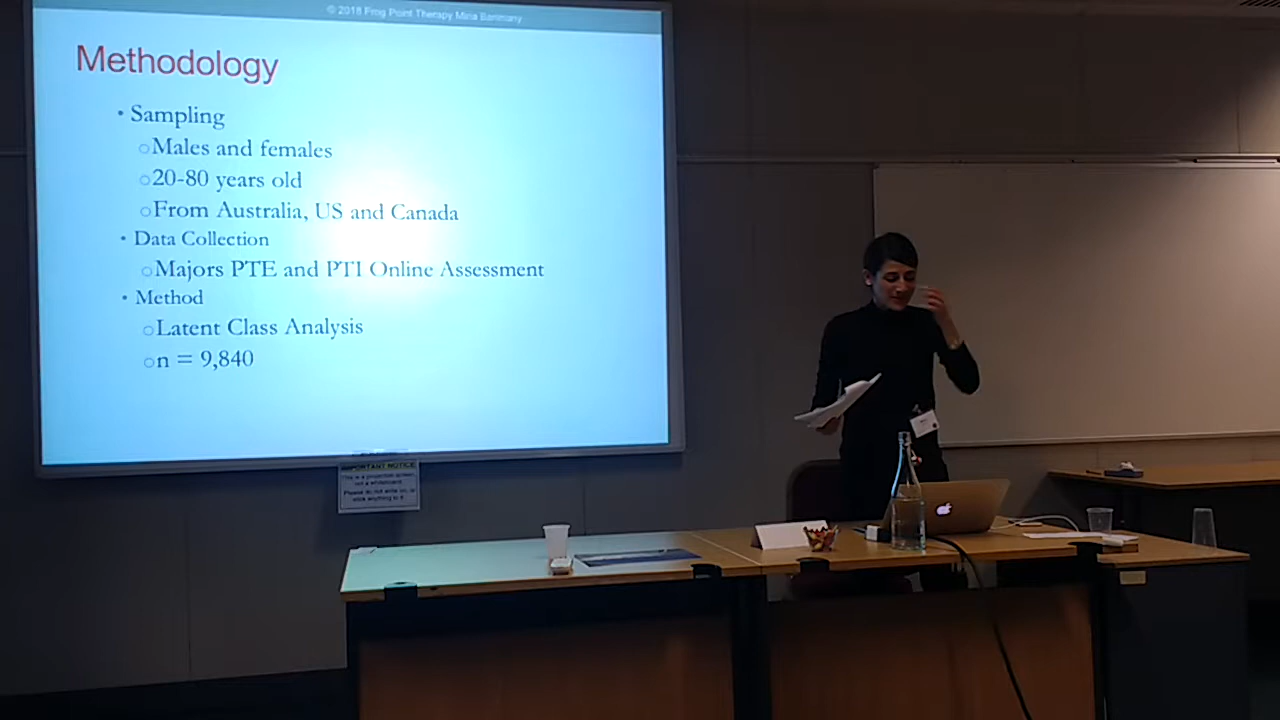 © 2018 Frog Point Therapy Mina Barimany
Methodology
• Sampling
○Males and females
○20-80 years old
○From Australia, US and Canada
• Data Collection
○Majors PTE and PTI Online Assessment
• Method
○Latent Class Analysis
○n = 9,840
IMPORTANT NOTICE
This is a projection screen
not a whiteboard.
Please do not write on, or
stick anything to it